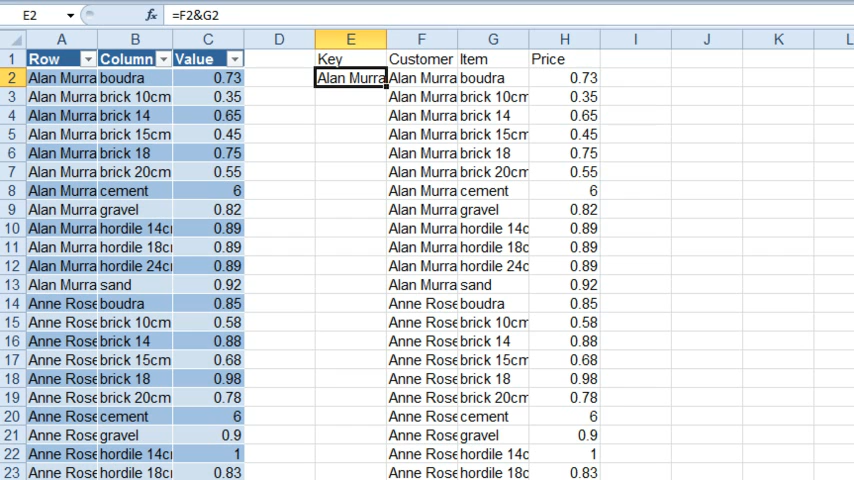 E2 fx =F2&G2
A B C D E F G H I J K L
1 Row Column Value Key Customer Item Price
2 Alan Murra boudra 0.73 Alan Murra Alan Murra boudra 0.73
3 Alan Murra brick 10cm 0.35 Alan Murra brick 10cm 0.35
4 Alan Murra brick 14 0.65 Alan Murra brick 14 0.65
5 Alan Murra brick 15cm 0.45 Alan Murra brick 15cm 0.45
6 Alan Murra brick 18 0.75 Alan Murra brick 18 0.75
7 Alan Murra brick 20cm 0.55 Alan Murra brick 20cm 0.55
8 Alan Murra cement 6 Alan Murra cement 6
9 Alan Murra gravel 0.82 Alan Murra gravel 0.82
10 Alan Murra hordile 14c 0.89 Alan Murra hordile 14c 0.89
11 Alan Murra hordile 18c 0.89 Alan Murra hordile 18c 0.89
12 Alan Murra hordile 24c 0.89 Alan Murra hordile 24c 0.89
13 Alan Murra sand 0.92 Alan Murra sand 0.92
14 Anne Rose boudra 0.85 Anne Rose boudra 0.85
15 Anne Rose brick 10cm 0.58 Anne Rose brick 10cm 0.58
16 Anne Rose brick 14 0.88 Anne Rose brick 14 0.88
17 Anne Rose brick 15cm 0.68 Anne Rose brick 15cm 0.68
18 Anne Rose brick 18 0.98 Anne Rose brick 18 0.98
19 Anne Rose brick 20cm 0.78 Anne Rose brick 20cm 0.78
20 Anne Rose cement 6 Anne Rose cement 6
21 Anne Rose gravel 0.9 Anne Rose gravel 0.9
22 Anne Rose hordile 14c 1 Anne Rose hordile 14c 1
23 Anne Rose hordile 18c 0.83 Anne Rose hordile 18c 0.83